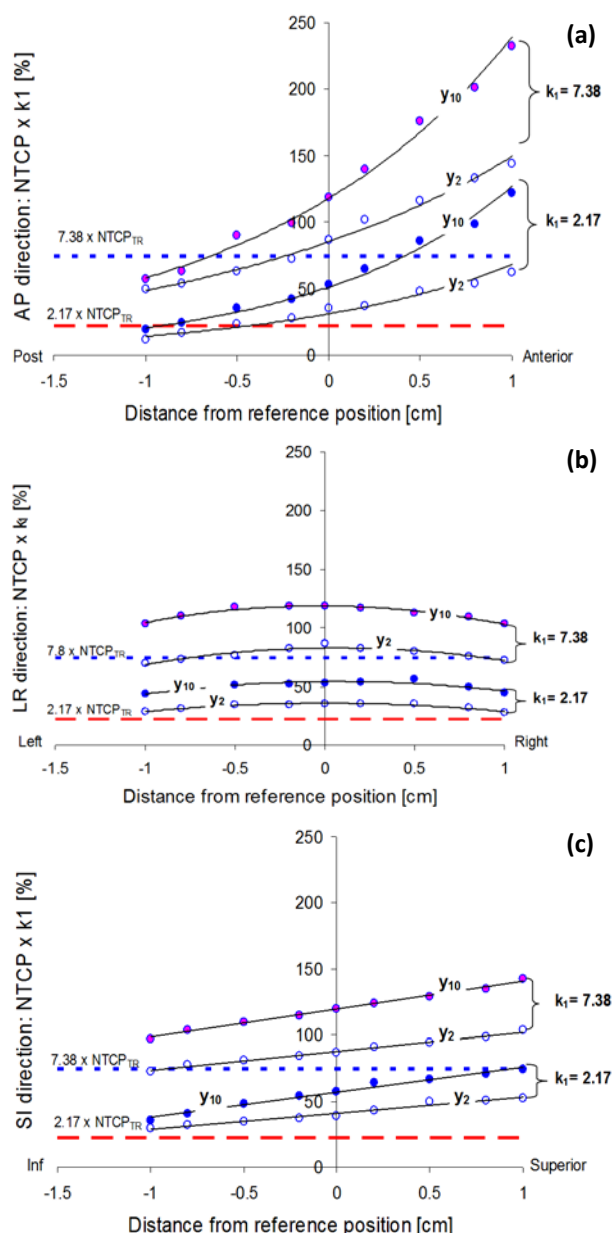 (a)
AP direction: NTCP x k1 [%]
250
200
150
100
50
0
y10
k1 = 7.38
y2
y10
k1 = 2.17
y2
7.38 x NTCPTR
2.17 x NTCPTR
Post
Anterior
-1.5 -1 -0.5 0 0.5 1
Distance from reference position [cm]
(b)
LR direction: NTCP x k1 [%]
250
200
150
100
50
0
y10
k1 = 7.38
y2
7.8 x NTCPTR
y10
y2
k1 = 2.17
2.17 x NTCPTR
Left
Right
-1.5 -1 -0.5 0 0.5 1
Distance from reference position [cm]
(c)
SI direction: NTCP x k1 [%]
250
200
150
100
50
0
y10
k1 = 7.38
y2
7.38 x NTCPTR
y10
k1 = 2.17
y2
2.17 x NTCPTR
Inf
Superior
-1.5 -1 -0.5 0 0.5 1
Distance from reference position [cm]